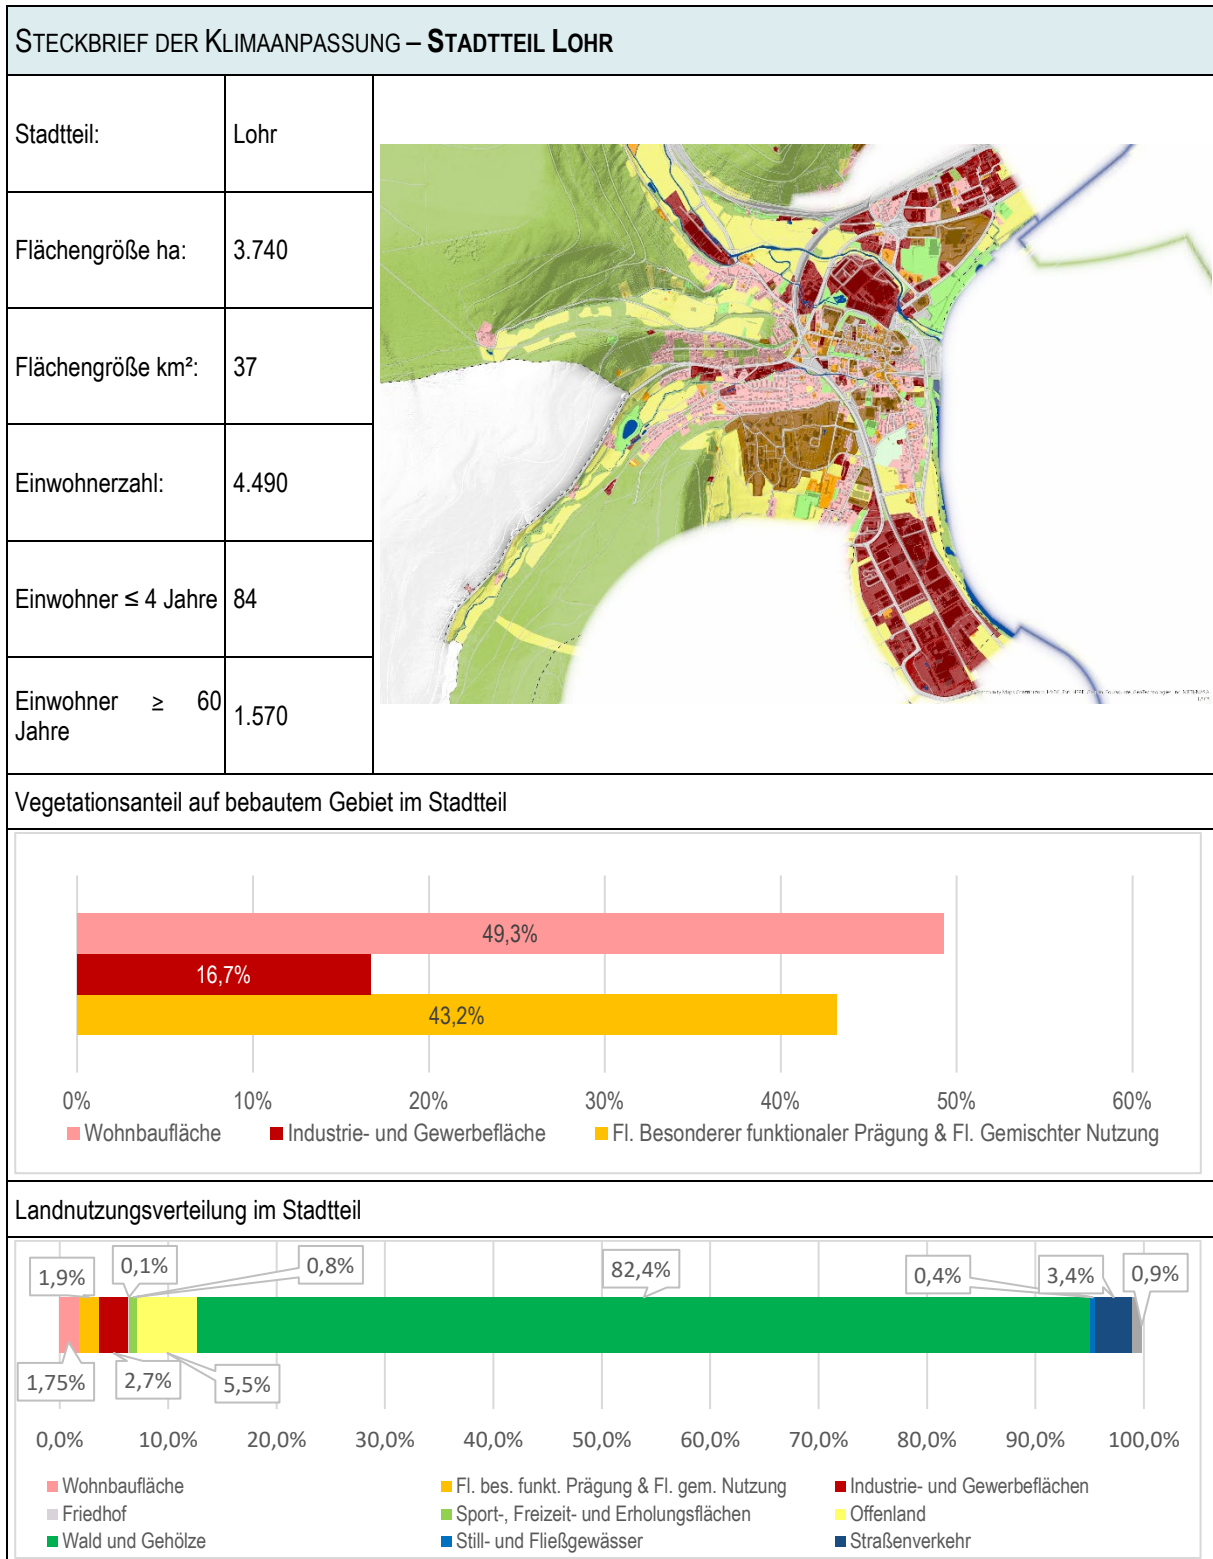 STECKBRIEF DER KLIMAANPASSUNG – STADTTEIL LOHR
Stadtteil: Lohr
Flächengröße ha: 3.740
Flächengröße km²: 37
Einwohnerzahl: 4.490
Einwohner ≤ 4 Jahre 84
Einwohner ≥ 60
Jahre 1.570
Vegetationsanteil auf bebautem Gebiet im Stadtteil
49,3%
16,7%
43,2%
0% 10% 20% 30% 40% 50% 60%
Wohnbaufläche Industrie- und Gewerbefläche Fl. Besonderer funktionaler Prägung & Fl. Gemischter Nutzung
Landnutzungsverteilung im Stadtteil
1,9% 0,1% 0,8% 82,4% 0,4% 3,4% 0,9%
1,75% 2,7% 5,5%
0,0% 10,0% 20,0% 30,0% 40,0% 50,0% 60,0% 70,0% 80,0% 90,0% 100,0%
Wohnbaufläche Fl. bes. funkt. Prägung & Fl. gem. Nutzung Industrie- und Gewerbeflächen
Friedhof Sport-, Freizeit- und Erholungsflächen Offenland
Wald und Gehölze Still- und Fließgewässer Straßenverkehr